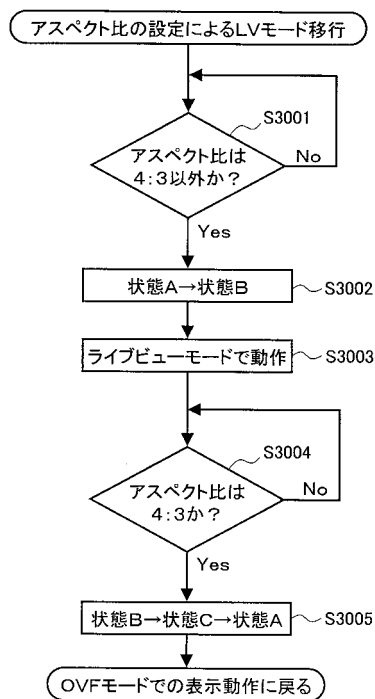 アスペクト比の設定によるLVモード移行
S3001
アスペクト比は
4:3以外か?
No
Yes
状態A→状態B
S3002
ライブビューモードで動作
S3003
S3004
アスペクト比は
4:3か?
No
Yes
状態B→状態C→状態A
S3005
OVFモードでの表示動作に戻る